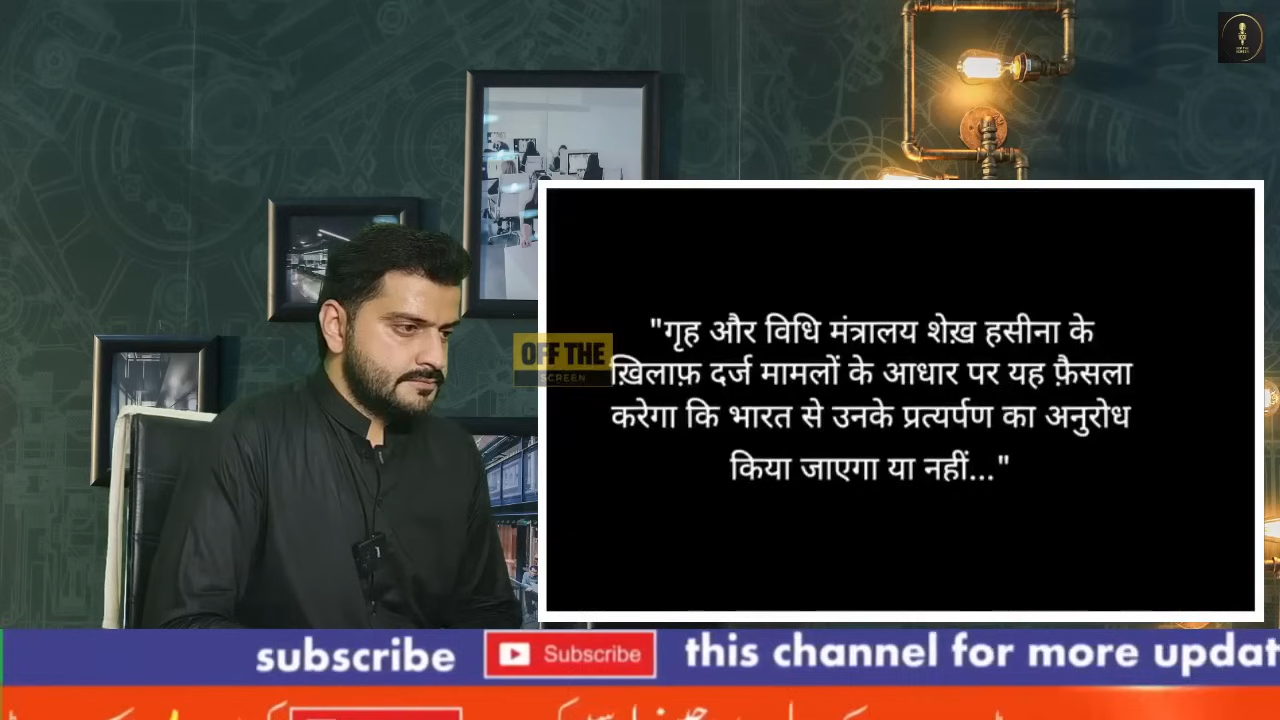 "गृह और विधि मंत्रालय शेख़ हसीना के
ख़िलाफ़ दर्ज मामलों के आधार पर यह फ़ैसला
करेगा कि भारत से उनके प्रत्यर्पण का अनुरोध
किया जाएगा या नहीं..."
OFF THE
SCREEN
subscribe Subscribe this channel for more updat